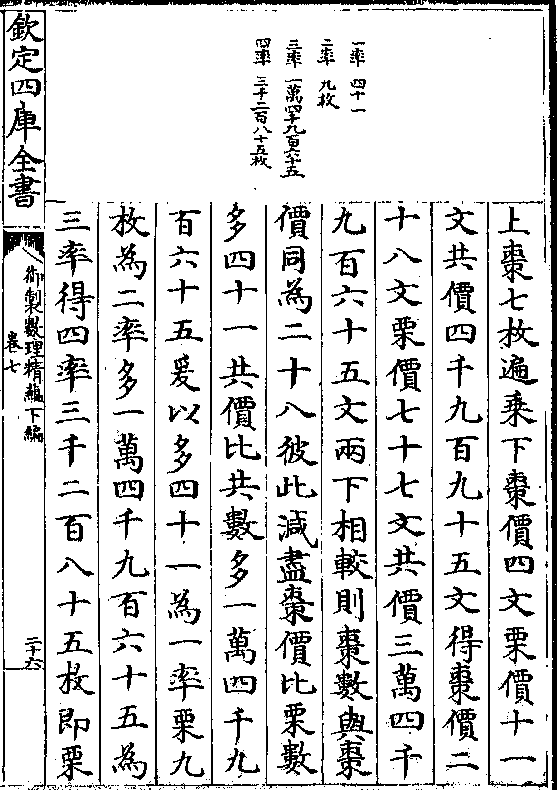 一率 四十一
二率 九枚
三率 一萬四千九百六十五
四率 三千二百八十五枚
上棗七枚遍乗下棗價四文栗價十一
文共價四千九百九十五文得棗價二
十八文栗價七十七文共價三萬四千
九百六十五文兩下相較則棗數與棗
價同為二十八彼此減盡棗價比栗數
多四十一共價比共數多一萬四千九
百六十五爰以多四十一為一率栗九
枚為二率多一萬四千九百六十五為
三率得四率三千二百八十五枚即栗
欽定四庫全書
御製數理精蘊下編
卷七
二十六